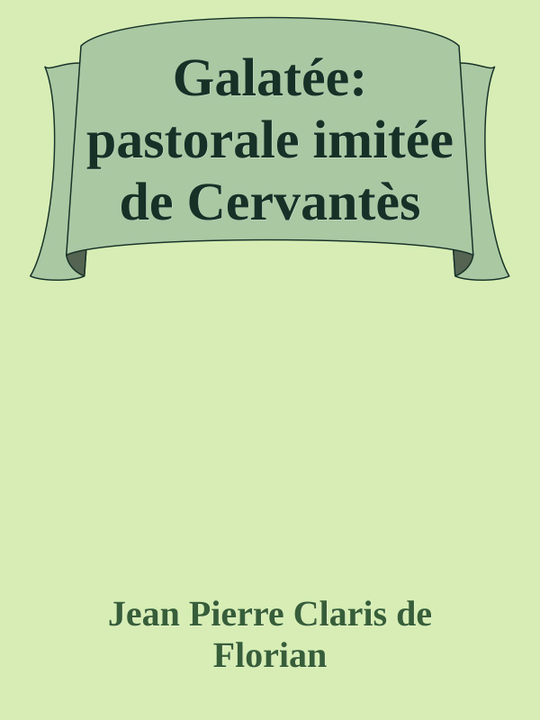 Galatée:
pastorale imitée
de Cervantès
Jean Pierre Claris de
Florian